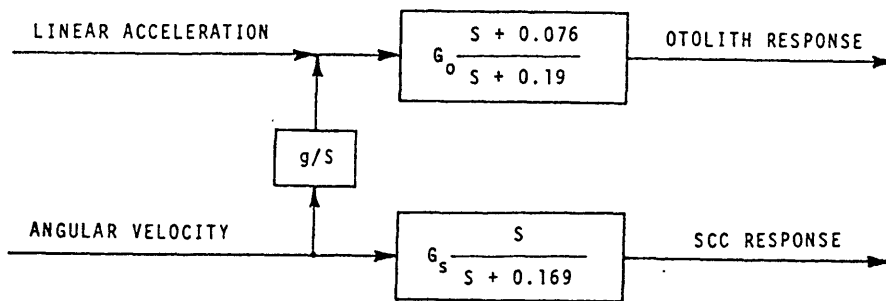 LINEAR ACCELERATION
G_o (S + 0.076) / (S + 0.19)
OTOLITH RESPONSE
g/S
ANGULAR VELOCITY
G_s S / (S + 0.169)
SCC RESPONSE